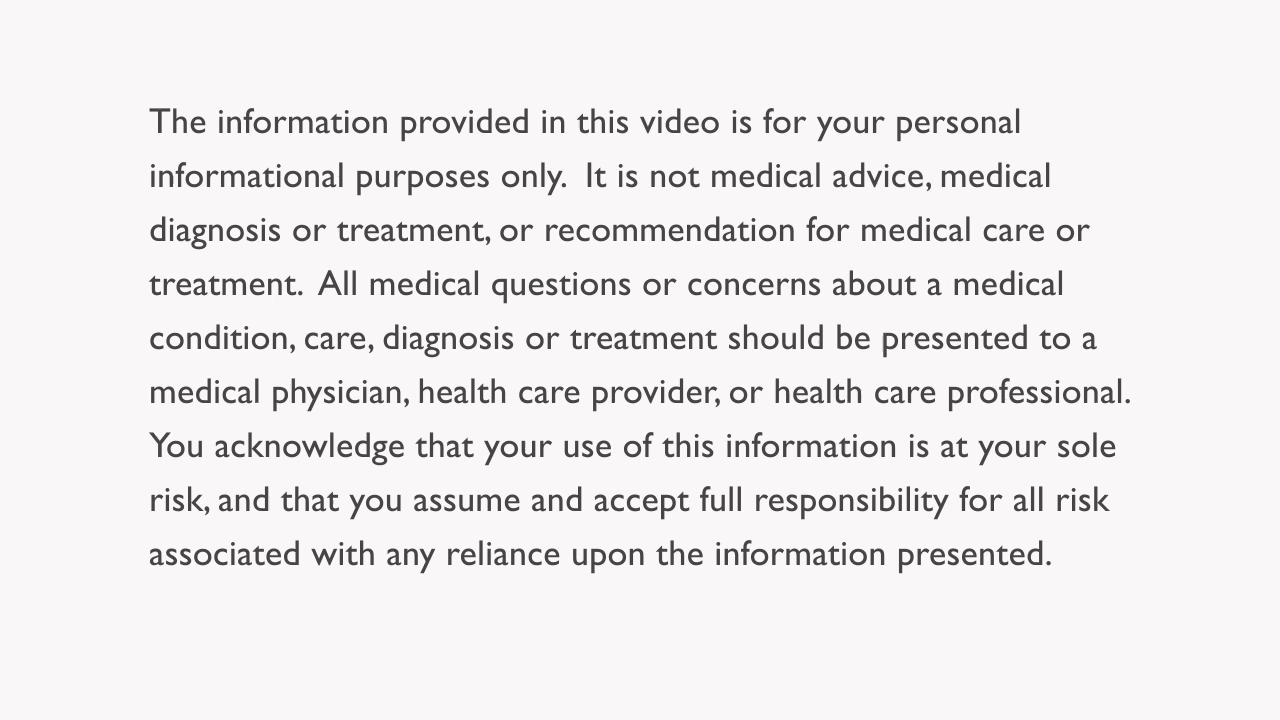 The information provided in this video is for your personal
informational purposes only.  It is not medical advice, medical
diagnosis or treatment, or recommendation for medical care or
treatment.  All medical questions or concerns about a medical
condition, care, diagnosis or treatment should be presented to a
medical physician, health care provider, or health care professional.
You acknowledge that your use of this information is at your sole
risk, and that you assume and accept full responsibility for all risk
associated with any reliance upon the information presented.